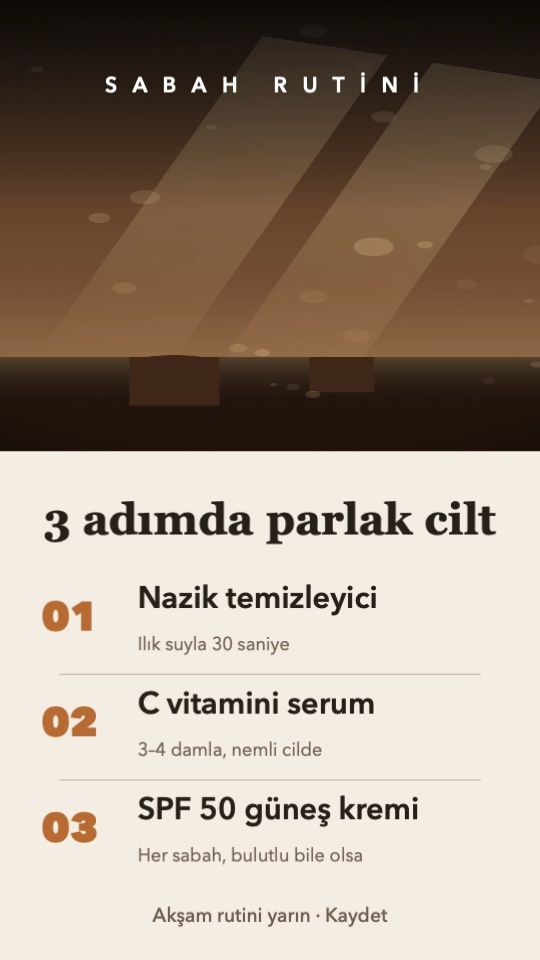 SABAH RUTİNİ
3 adımda parlak cilt
01
Nazik temizleyici
Ilık suyla 30 saniye
02
C vitamini serum
3–4 damla, nemli cilde
03
SPF 50 güneş kremi
Her sabah, bulutlu bile olsa
Akşam rutini yarın · Kaydet